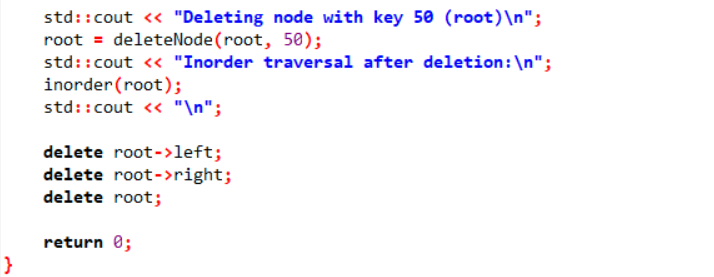 std::cout << "Deleting node with key 50 (root)\n";
root = deleteNode(root, 50);
std::cout << "Inorder traversal after deletion:\n";
inorder(root);
std::cout << "\n";
delete root->left;
delete root->right;
delete root;
return 0;
}